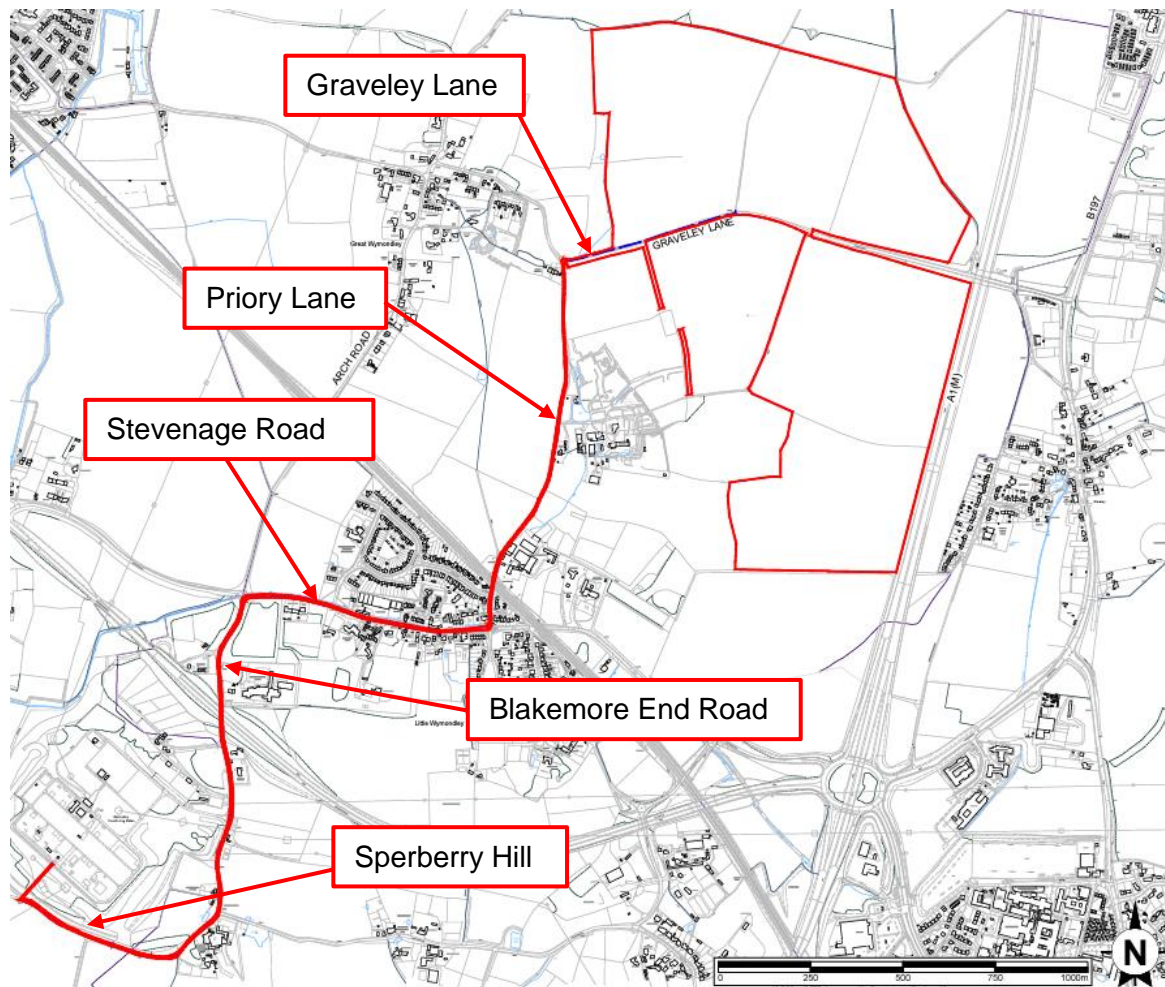 Graveley Lane
B197
GRAVELEY LANE
Great Wymondley
Priory Lane
ARCH ROAD
A1(M)
Stevenage Road
Blakemore End Road
Little Wymondley
Sperberry Hill
N
0 250 500 750 1000m